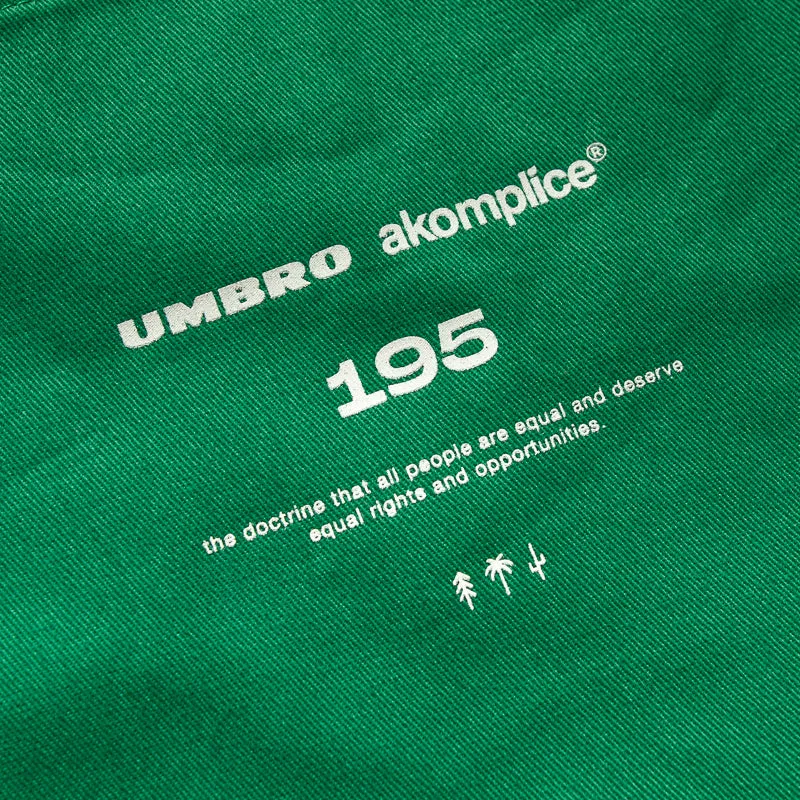 UMBRO akomplice®
195
the doctrine that all people are equal and deserve
equal rights and opportunities.